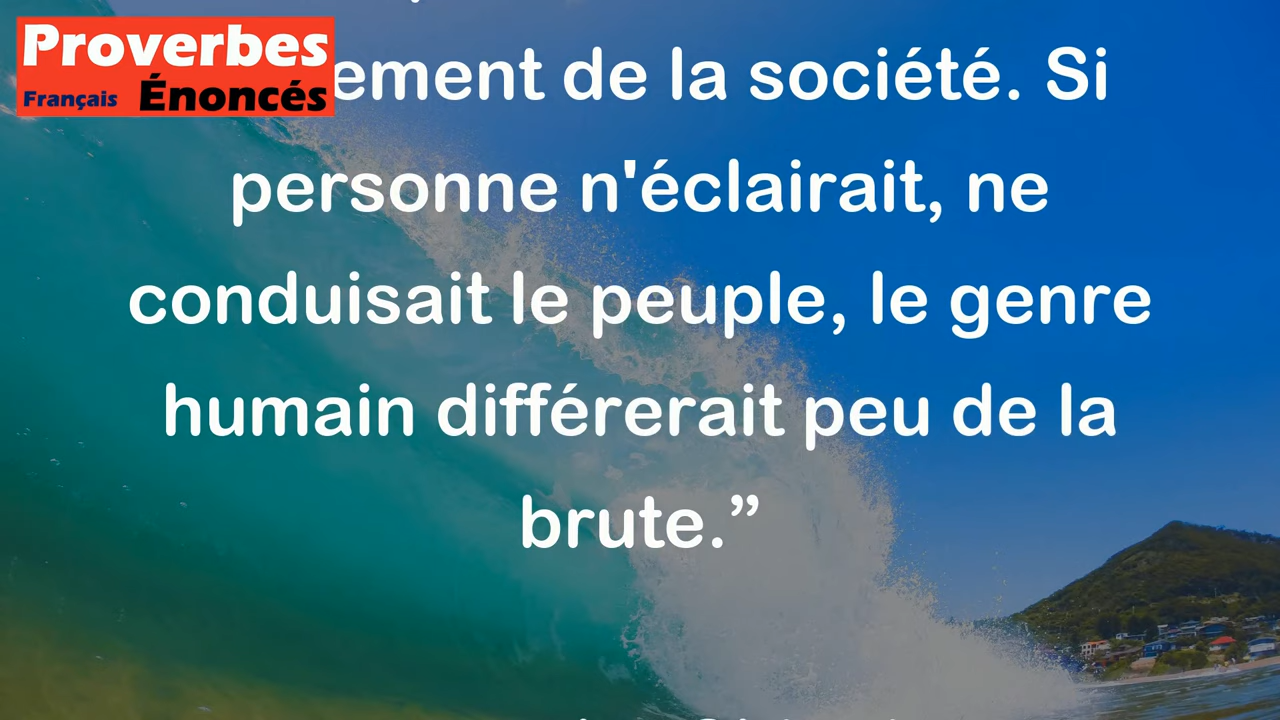 Proverbes
Français Énoncés
ement de la société. Si
personne n'éclairait, ne
conduisait le peuple, le genre
humain différerait peu de la
brute.”